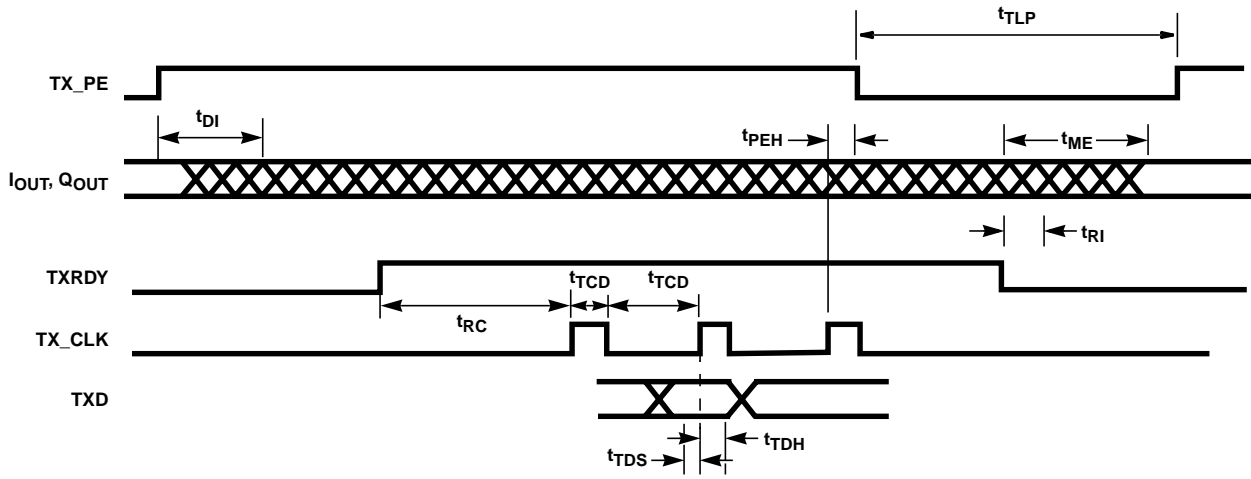 tTLP
TX_PE
tDI
tPEH
tME
IOUT, QOUT
tRI
TXRDY
tTCD
tTCD
tRC
TX_CLK
TXD
tTDH
tTDS